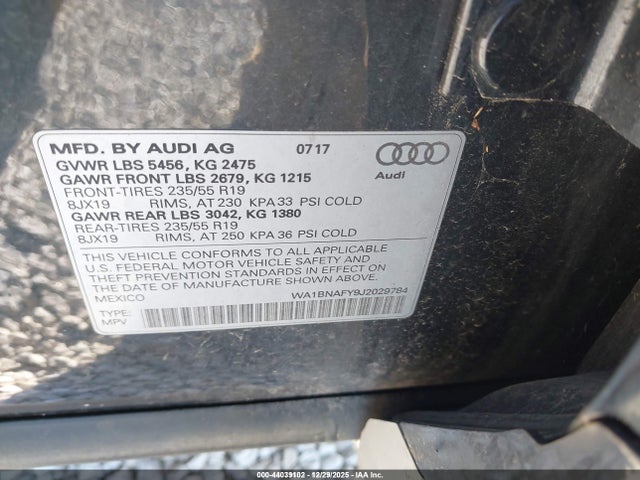 MFD. BY AUDI AG 07 17
GVWR LBS 5456, KG 2475
GAWR FRONT LBS 2679, KG 1215
FRONT-TIRES 235/55 R19
8JX19 RIMS, AT 230 KPA 33 PSI COLD
GAWR REAR LBS 3042, KG 1380
REAR-TIRES 235/55 R19
8JX19 RIMS, AT 250 KPA 36 PSI COLD
Audi
THIS VEHICLE CONFORMS TO ALL APPLICABLE
U.S. FEDERAL MOTOR VEHICLE SAFETY AND
THEFT PREVENTION STANDARDS IN EFFECT ON
THE DATE OF MANUFACTURE SHOWN ABOVE.
MEXICO WA1BNAFY9J2029784
TYPE:
MPV
000-44039102 - 12/29/2025 - IAAI.COM